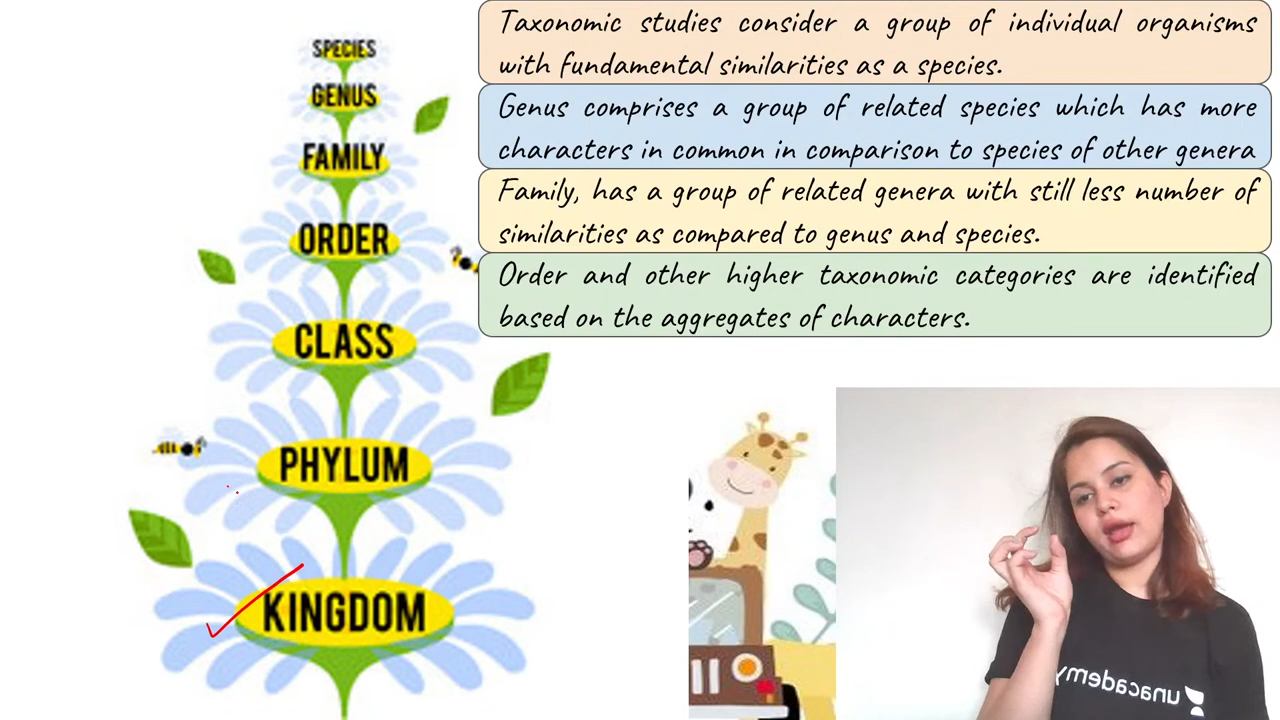 SPECIES
GENUS
FAMILY
ORDER
CLASS
PHYLUM
KINGDOM
Taxonomic studies consider a group of individual organisms
with fundamental similarities as a species.
Genus comprises a group of related species which has more
characters in common in comparison to species of other genera
Family, has a group of related genera with still less number of
similarities as compared to genus and species.
Order and other higher taxonomic categories are identified
based on the aggregates of characters.
unacademy